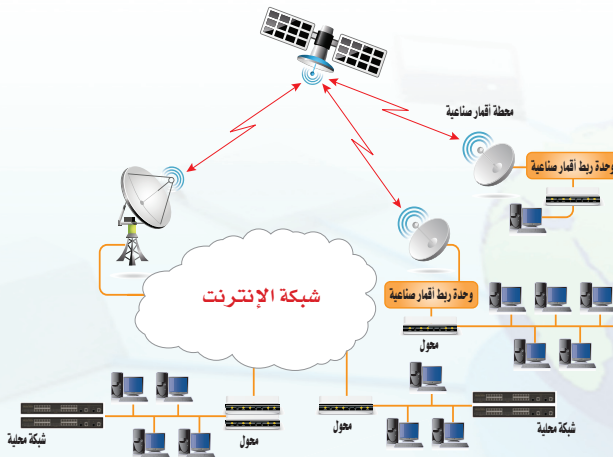 محطة أقمار صناعية
وحدة ربط أقمار صناعية
شبكة الإنترنت
وحدة ربط أقمار صناعية
محول
شبكة محلية
محول
محول
شبكة محلية